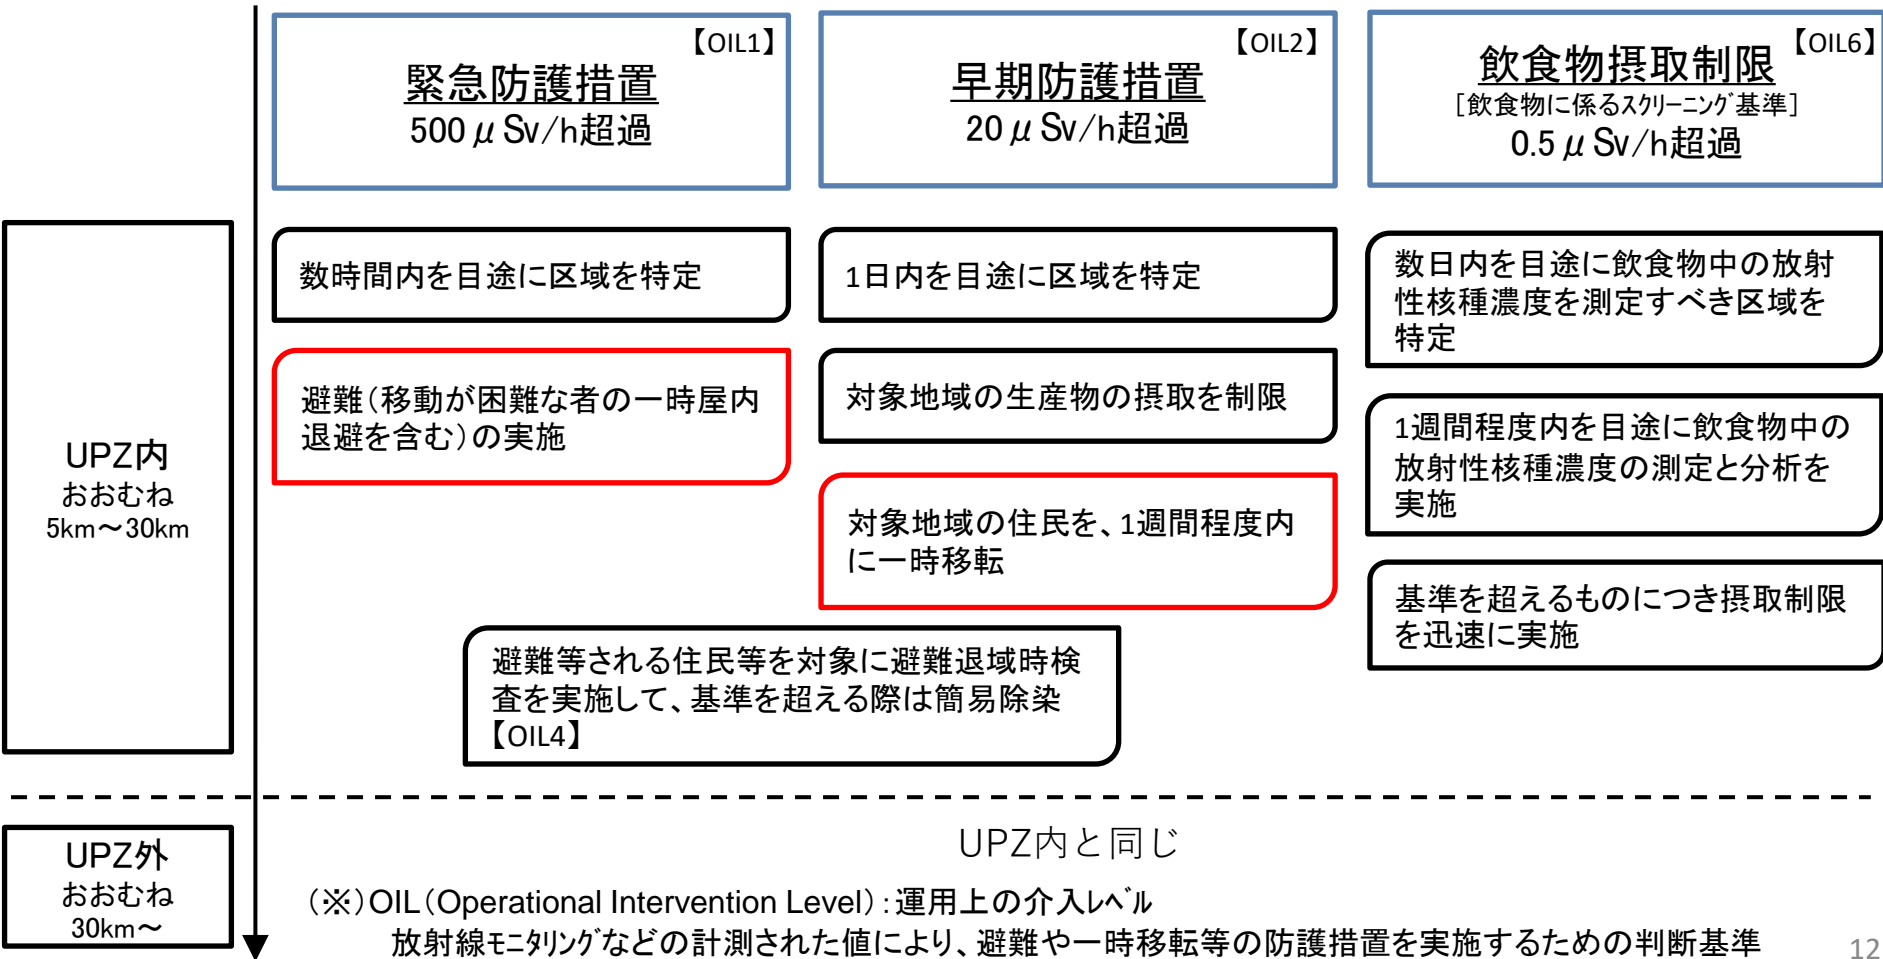 【OIL1】
緊急防護措置
500μSv/h超過
【OIL2】
早期防護措置
20μSv/h超過
【OIL6】
飲食物摂取制限
[飲食物に係るｽｸﾘｰﾆﾝｸﾞ基準]
0.5μSv/h超過
UPZ内
おおむね
5km～30km
数時間内を目途に区域を特定
避難（移動が困難な者の一時屋内
退避を含む）の実施
1日内を目途に区域を特定
対象地域の生産物の摂取を制限
対象地域の住民を、1週間程度内
に一時移転
数日内を目途に飲食物中の放射
性核種濃度を測定すべき区域を
特定
1週間程度内を目途に飲食物中の
放射性核種濃度の測定と分析を
実施
基準を超えるものにつき摂取制限
を迅速に実施
避難等される住民等を対象に避難退域時検
査を実施して、基準を超える際は簡易除染
【OIL4】
UPZ外
おおむね
30km～
UPZ内と同じ
（※）OIL（Operational Intervention Level）：運用上の介入ﾚﾍﾞﾙ
放射線ﾓﾆﾀﾘﾝｸﾞなどの計測された値により、避難や一時移転等の防護措置を実施するための判断基準
12